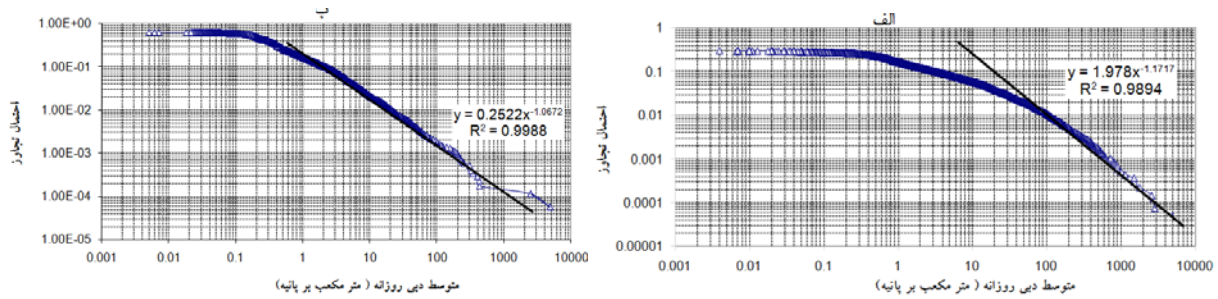 الف
1
0.1
0.01
0.001
0.0001
0.00001
احتمال تجاوز
y = 1.978x^-1.1717
R² = 0.9894
0.001 0.01 0.1 1 10 100 1000 10000
متوسط دبی روزانه ( متر مکعب بر پانیه)
ب
1.00E+00
1.00E-01
1.00E-02
1.00E-03
1.00E-04
1.00E-05
احتمال تجاوز
y = 0.2522x^-1.0672
R² = 0.9988
0.001 0.01 0.1 1 10 100 1000 10000
متوسط دبی روزانه ( متر مکعب بر پانیه)